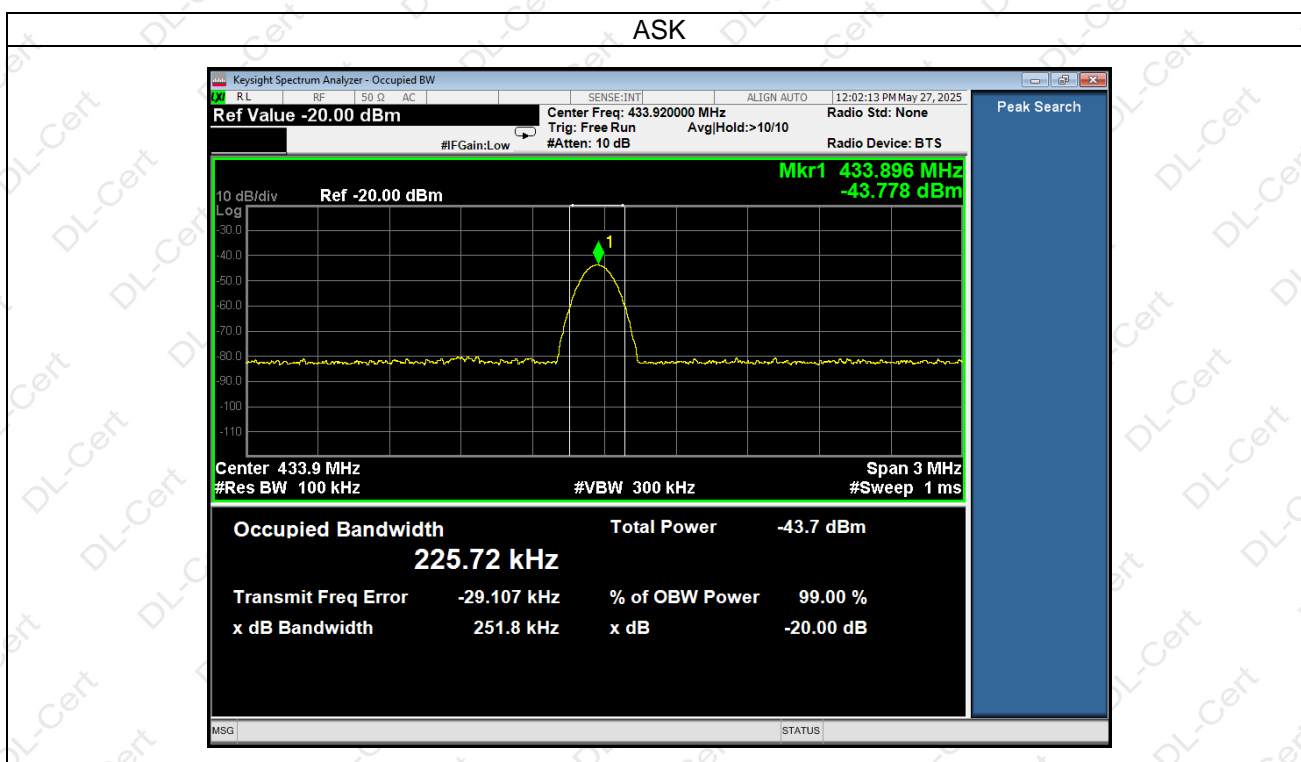 ASK
Keysight Spectrum Analyzer - Occupied BW
LXI RL RF 50 Ω AC SENSE:INT ALIGN AUTO 12:02:13 PM May 27, 2025
Ref Value -20.00 dBm Center Freq: 433.920000 MHz Radio Std: None Peak Search
Trig: Free Run Avg|Hold:>10/10
#IFGain:Low #Atten: 10 dB Radio Device: BTS
Mkr1 433.896 MHz
10 dB/div Ref -20.00 dBm -43.778 dBm
Log
-30.0
1
-40.0
-50.0
-60.0
-70.0
-80.0
-90.0
-100
-110
Center 433.9 MHz Span 3 MHz
#Res BW 100 kHz #VBW 300 kHz #Sweep 1 ms
Occupied Bandwidth Total Power -43.7 dBm
225.72 kHz
Transmit Freq Error -29.107 kHz % of OBW Power 99.00 %
x dB Bandwidth 251.8 kHz x dB -20.00 dB
MSG STATUS
DL-Cert